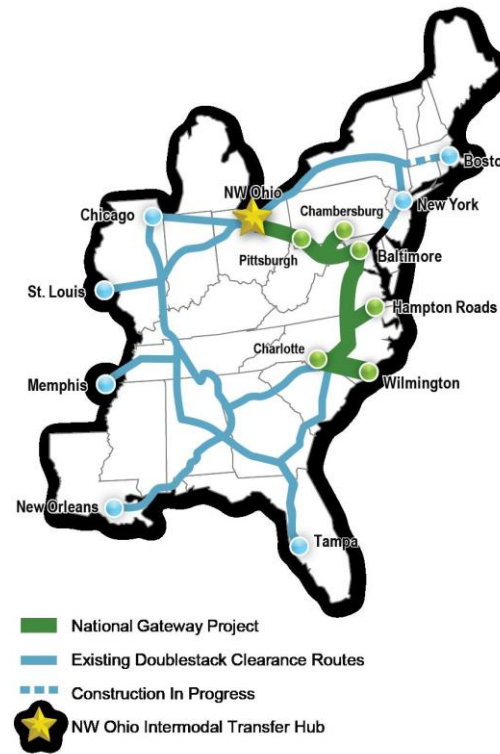 Boston
NW Ohio
Chambersburg
New York
Chicago
Pittsburgh
Baltimore
St. Louis
Hampton Roads
Charlotte
Memphis
Wilmington
New Orleans
Tampa
National Gateway Project
Existing Doublestack Clearance Routes
Construction In Progress
NW Ohio Intermodal Transfer Hub